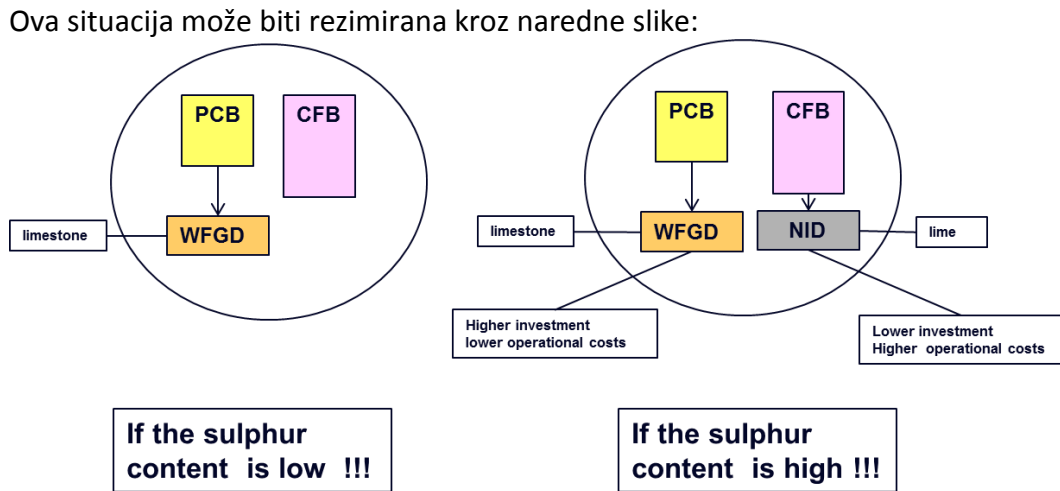 Ova situacija može biti rezimirana kroz naredne slike:
PCB
CFB
limestone
WFGD
If the sulphur
content is low !!!
PCB
CFB
limestone
WFGD
NID
lime
Higher investment
lower operational costs
Lower investment
Higher operational costs
If the sulphur
content is high !!!